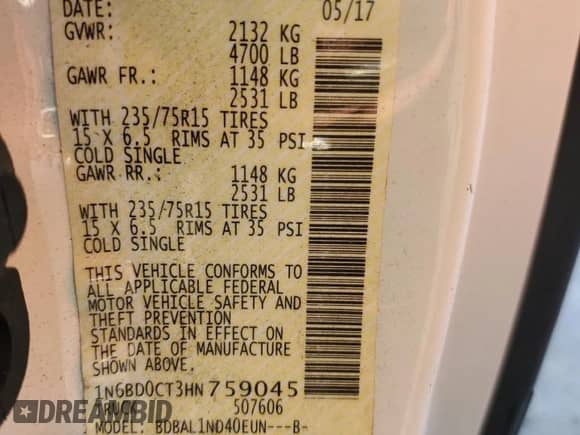 DATE: 05/17
GVWR: 2132 KG
4700 LB
GAWR FR.: 1148 KG
2531 LB
WITH 235/75R15 TIRES
15 X 6.5 RIMS AT 35 PSI
COLD SINGLE
GAWR RR.: 1148 KG
2531 LB
WITH 235/75R15 TIRES
15 X 6.5 RIMS AT 35 PSI
COLD SINGLE
THIS VEHICLE CONFORMS TO
ALL APPLICABLE FEDERAL
MOTOR VEHICLE SAFETY AND
THEFT PREVENTION
STANDARDS IN EFFECT ON
THE DATE OF MANUFACTURE
SHOWN ABOVE.
1N6BD0CT3HN759045
TRUCK 507606
MODEL: BDBAL1ND40EUN---B-
DREAMBID